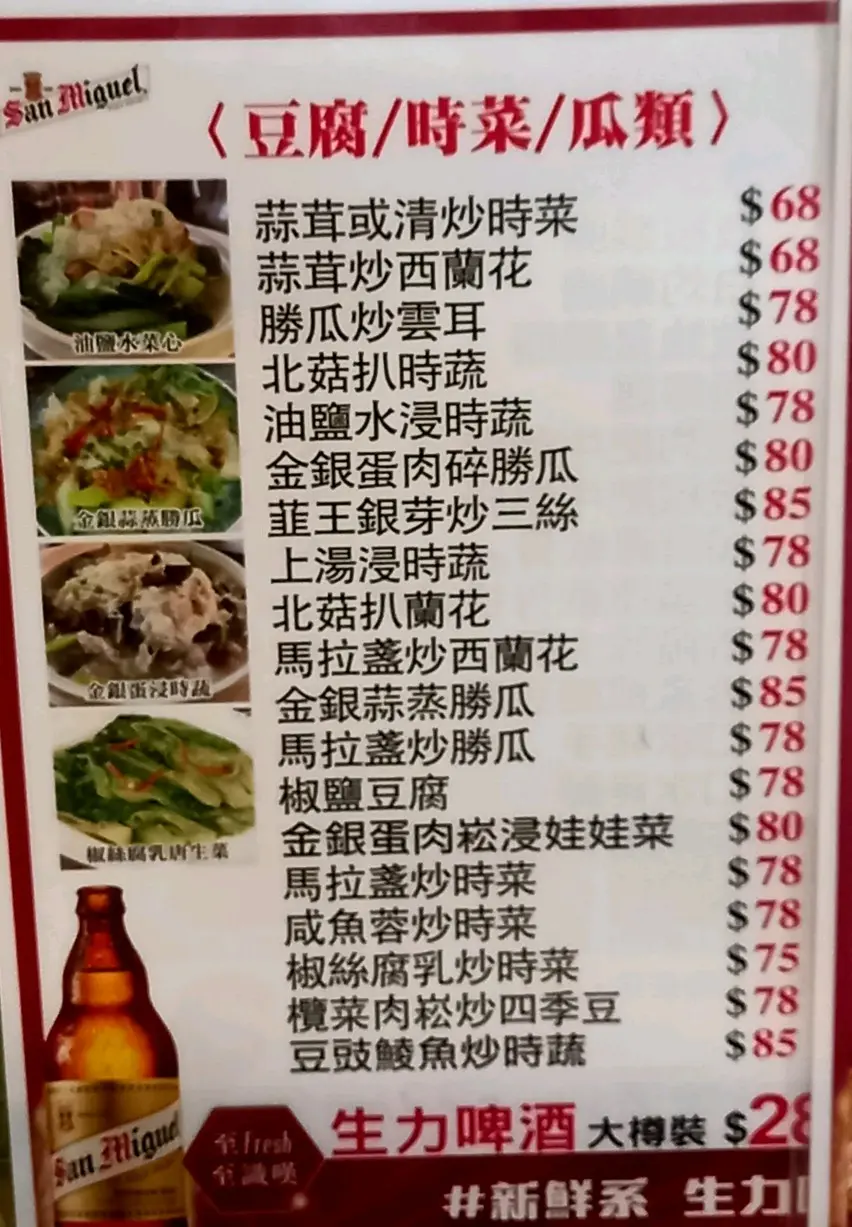 San Miguel
〈豆腐/時菜/瓜類〉
蒜茸或清炒時菜 $68
蒜茸炒西蘭花 $68
勝瓜炒雲耳 $78
北菇扒時蔬 $80
油鹽水浸時蔬 $78
金銀蛋肉碎勝瓜 $80
韮王銀芽炒三絲 $85
上湯浸時蔬 $78
北菇扒蘭花 $80
馬拉盞炒西蘭花 $78
金銀蒜蒸勝瓜 $85
馬拉盞炒勝瓜 $78
椒鹽豆腐 $78
金銀蛋肉崧浸娃娃菜 $80
馬拉盞炒時菜 $78
咸魚蓉炒時菜 $78
椒絲腐乳炒時菜 $75
欖菜肉崧炒四季豆 $78
豆豉鯪魚炒時蔬 $85
油鹽水菜心
金銀蒜蒸勝瓜
金銀蛋浸時蔬
椒絲腐乳唐生菜
San Miguel
至fresh
至識嘆
生力啤酒 大樽裝 $28
#新鮮系 生力